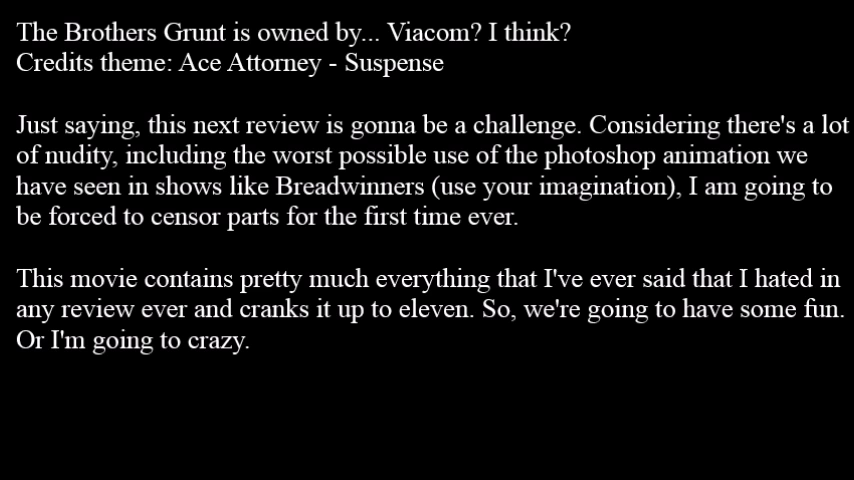 The Brothers Grunt is owned by... Viacom? I think?
Credits theme: Ace Attorney - Suspense
Just saying, this next review is gonna be a challenge. Considering there's a lot
of nudity, including the worst possible use of the photoshop animation we
have seen in shows like Breadwinners (use your imagination), I am going to
be forced to censor parts for the first time ever.
This movie contains pretty much everything that I've ever said that I hated in
any review ever and cranks it up to eleven. So, we're going to have some fun.
Or I'm going to crazy.